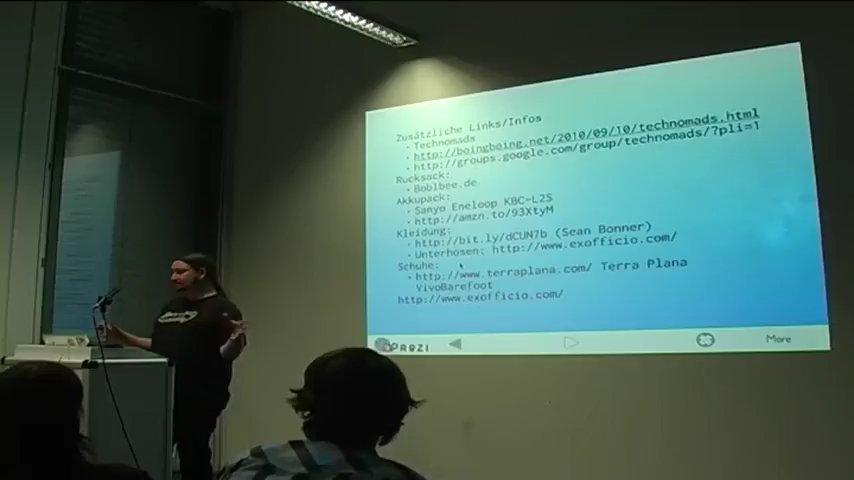 Zusätzliche Links/Infos
• Technomads
• http://boingboing.net/2010/09/10/technomads.html
• http://groups.google.com/group/technomads/?pli=1
Rucksack:
• Boblbee.de
Akkupack:
• Sanyo Eneloop KBC-L2S
• http://amzn.to/93XtyM
Kleidung:
• http://bit.ly/dCUN7b (Sean Bonner)
• Unterhosen: http://www.exofficio.com/
Schuhe:
• http://www.terraplana.com/ Terra Plana
VivoBarefoot
http://www.exofficio.com/
PREZI
More